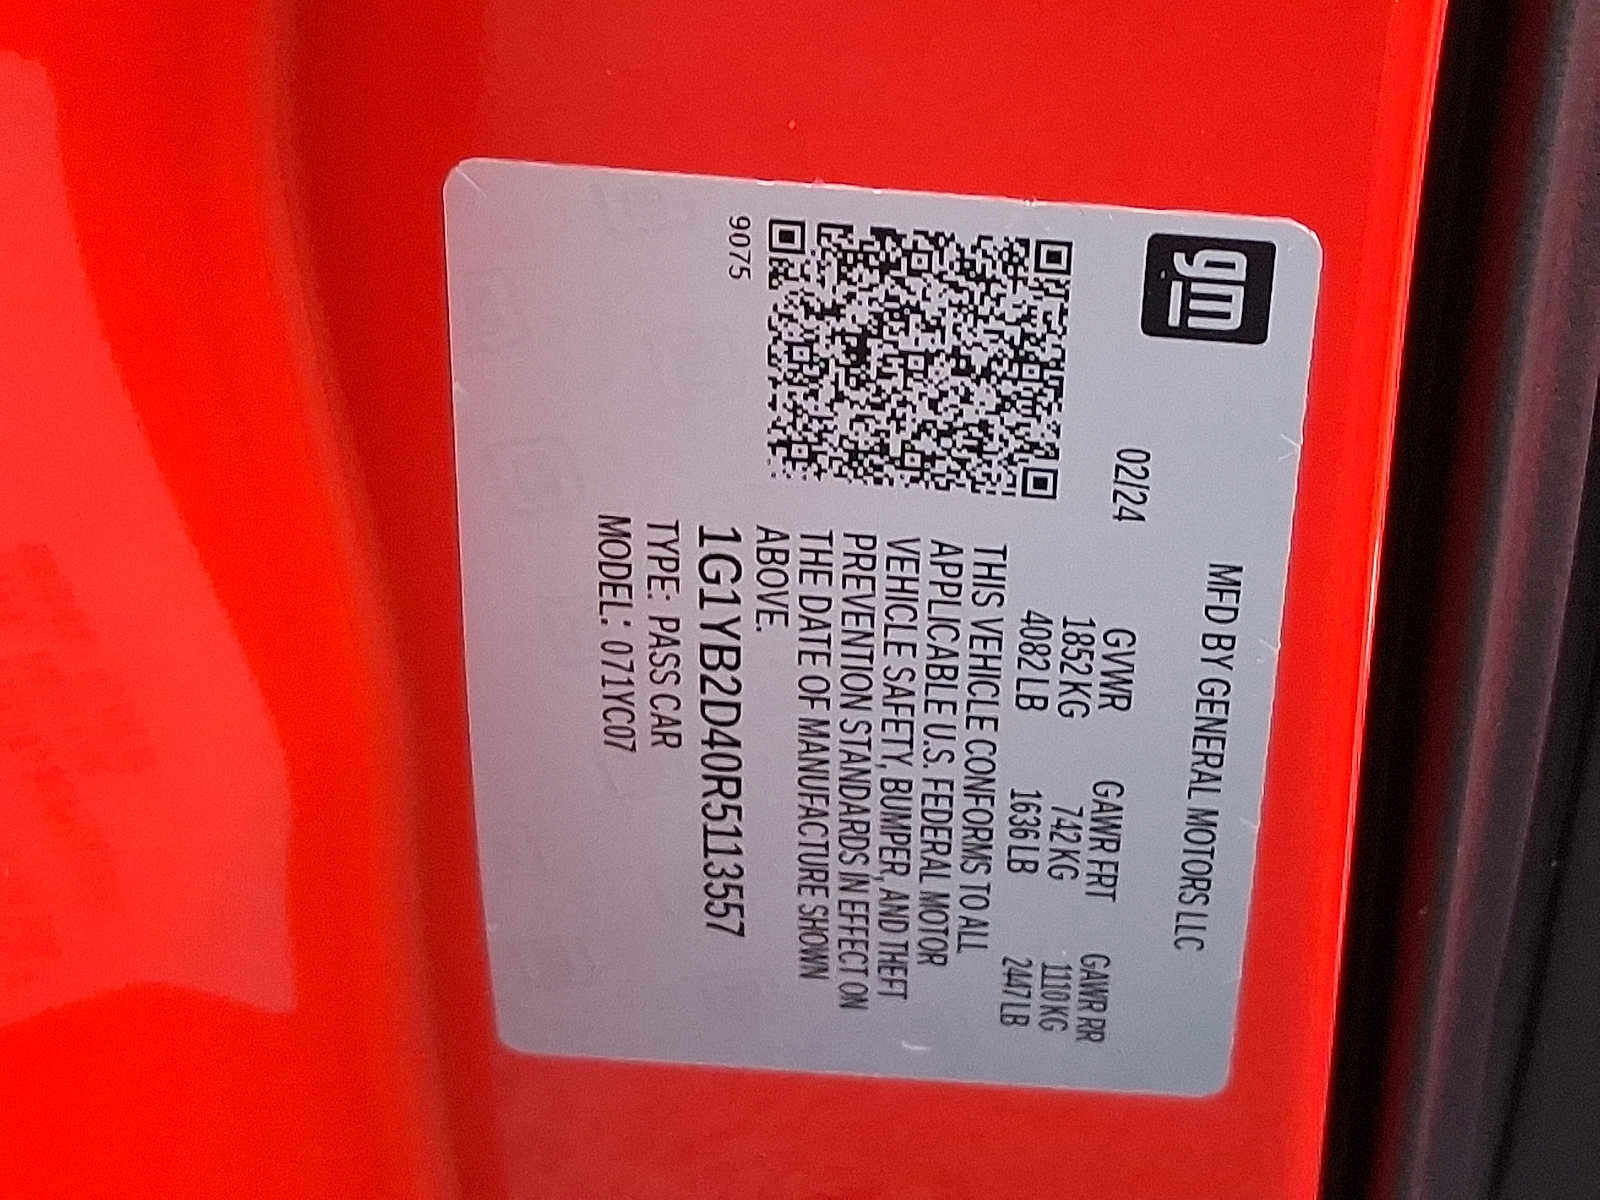 gm
MFD BY GENERAL MOTORS LLC
02/24
GVWR GAWR FRT GAWR RR
1852 KG 742 KG 1110 KG
4082 LB 1636 LB 2447 LB
THIS VEHICLE CONFORMS TO ALL
APPLICABLE U.S. FEDERAL MOTOR
VEHICLE SAFETY, BUMPER, AND THEFT
PREVENTION STANDARDS IN EFFECT ON
THE DATE OF MANUFACTURE SHOWN
ABOVE.
9075
1G1YB2D40R5113557
TYPE: PASS CAR
MODEL: 071YC07